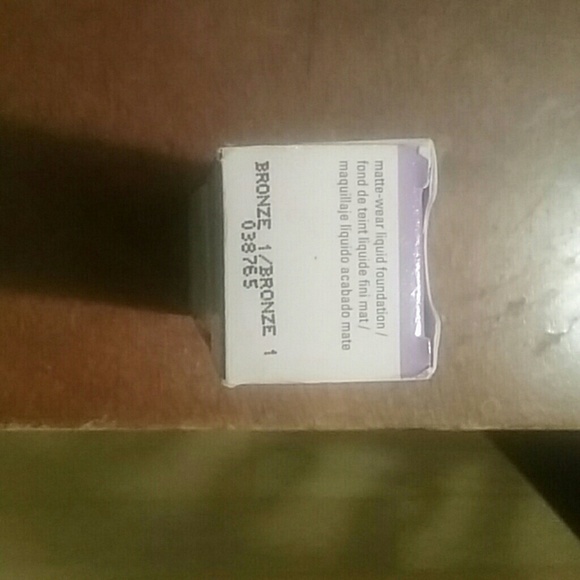 matte-wear liquid foundation /
fond de teint liquide fini mat /
maquillaje líquido acabado mate
BRONZE 1/BRONZE 1
038765